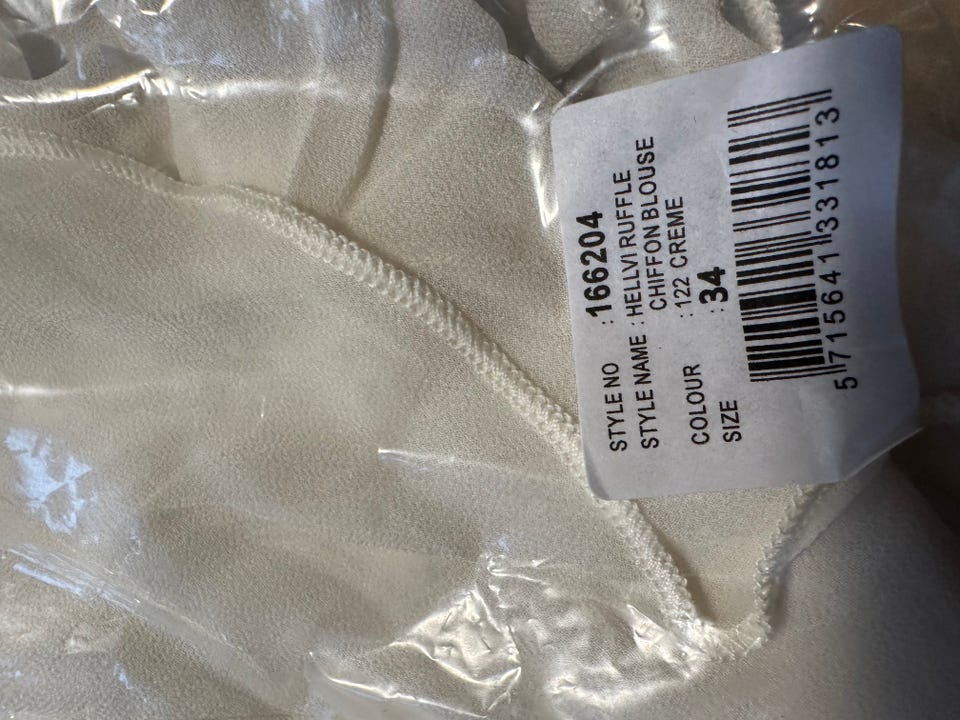 STYLE NO : 166204
STYLE NAME : HELLVI RUFFLE
CHIFFON BLOUSE
COLOUR : 122 CREME
SIZE : 34
5 715641 331813